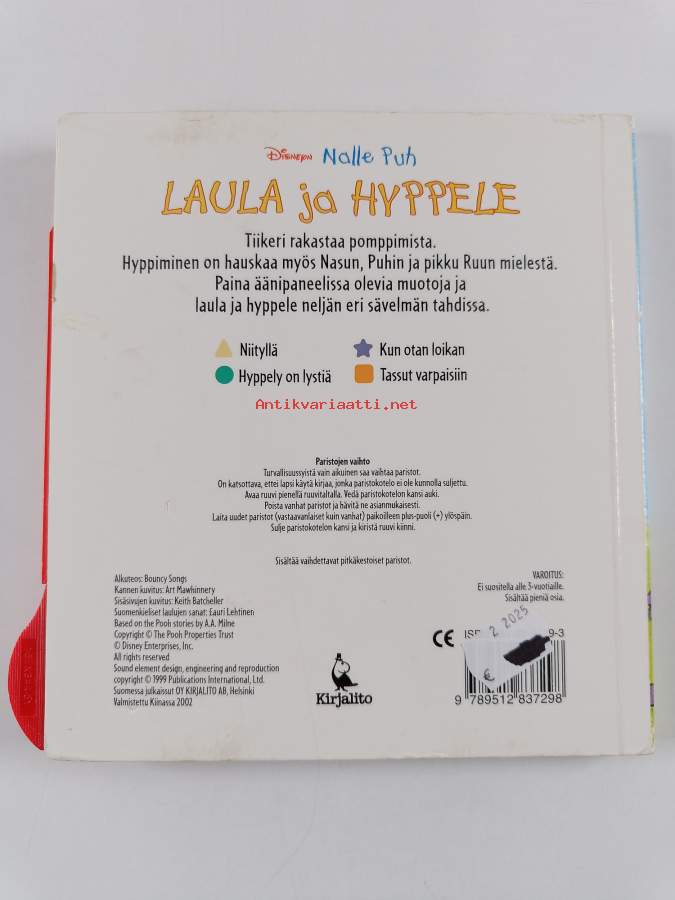 Disneyn Nalle Puh
LAULA ja HYPPELE
Tiikeri rakastaa pomppimista.
Hyppiminen on hauskaa myös Nasun, Puhin ja pikku Ruun mielestä.
Paina äänipaneelissa olevia muotoja ja
laula ja hyppele neljän eri sävelmän tahdissa.
Niityllä
Kun otan loikan
Hyppely on lystiä
Tassut varpaisiin
Antikvariaatti.net
Paristojen vaihto
Turvallisuussyistä vain aikuinen saa vaihtaa paristot.
On katsottava, ettei lapsi käytä kirjaa, jonka paristokotelo ei ole kunnolla suljettu.
Avaa ruuvi pienellä ruuvitaltalla. Vedä paristokotelon kansi auki.
Poista vanhat paristot ja hävitä ne asianmukaisesti.
Laita uudet paristot (vastaavanlaiset kuin vanhat) paikoilleen plus-puoli (+) ylöspäin.
Sulje paristokotelon kansi ja kiristä ruuvi kiinni.
Sisältää vaihdettavat pitkäkestoiset paristot.
Alkuteos: Bouncy Songs
Kannen kuvitus: Art Mawhinnery
Sisäsivujen kuvitus: Keith Batcheller
Suomenkieliset laulujen sanat: Lauri Lehtinen
Based on the Pooh stories by A.A. Milne
Copyright © The Pooh Properties Trust
© Disney Enterprises, Inc.
All rights reserved
Sound element design, engineering and reproduction
copyright © 1999 Publications International, Ltd.
Suomessa julkaissut OY KIRJALITO AB, Helsinki
Valmistettu Kiinassa 2002
Kirjalito
VAROITUS:
Ei suositella alle 3-vuotiaille.
Sisältää pieniä osia.
CE
9-3
2 2025
€
9 789512 837298